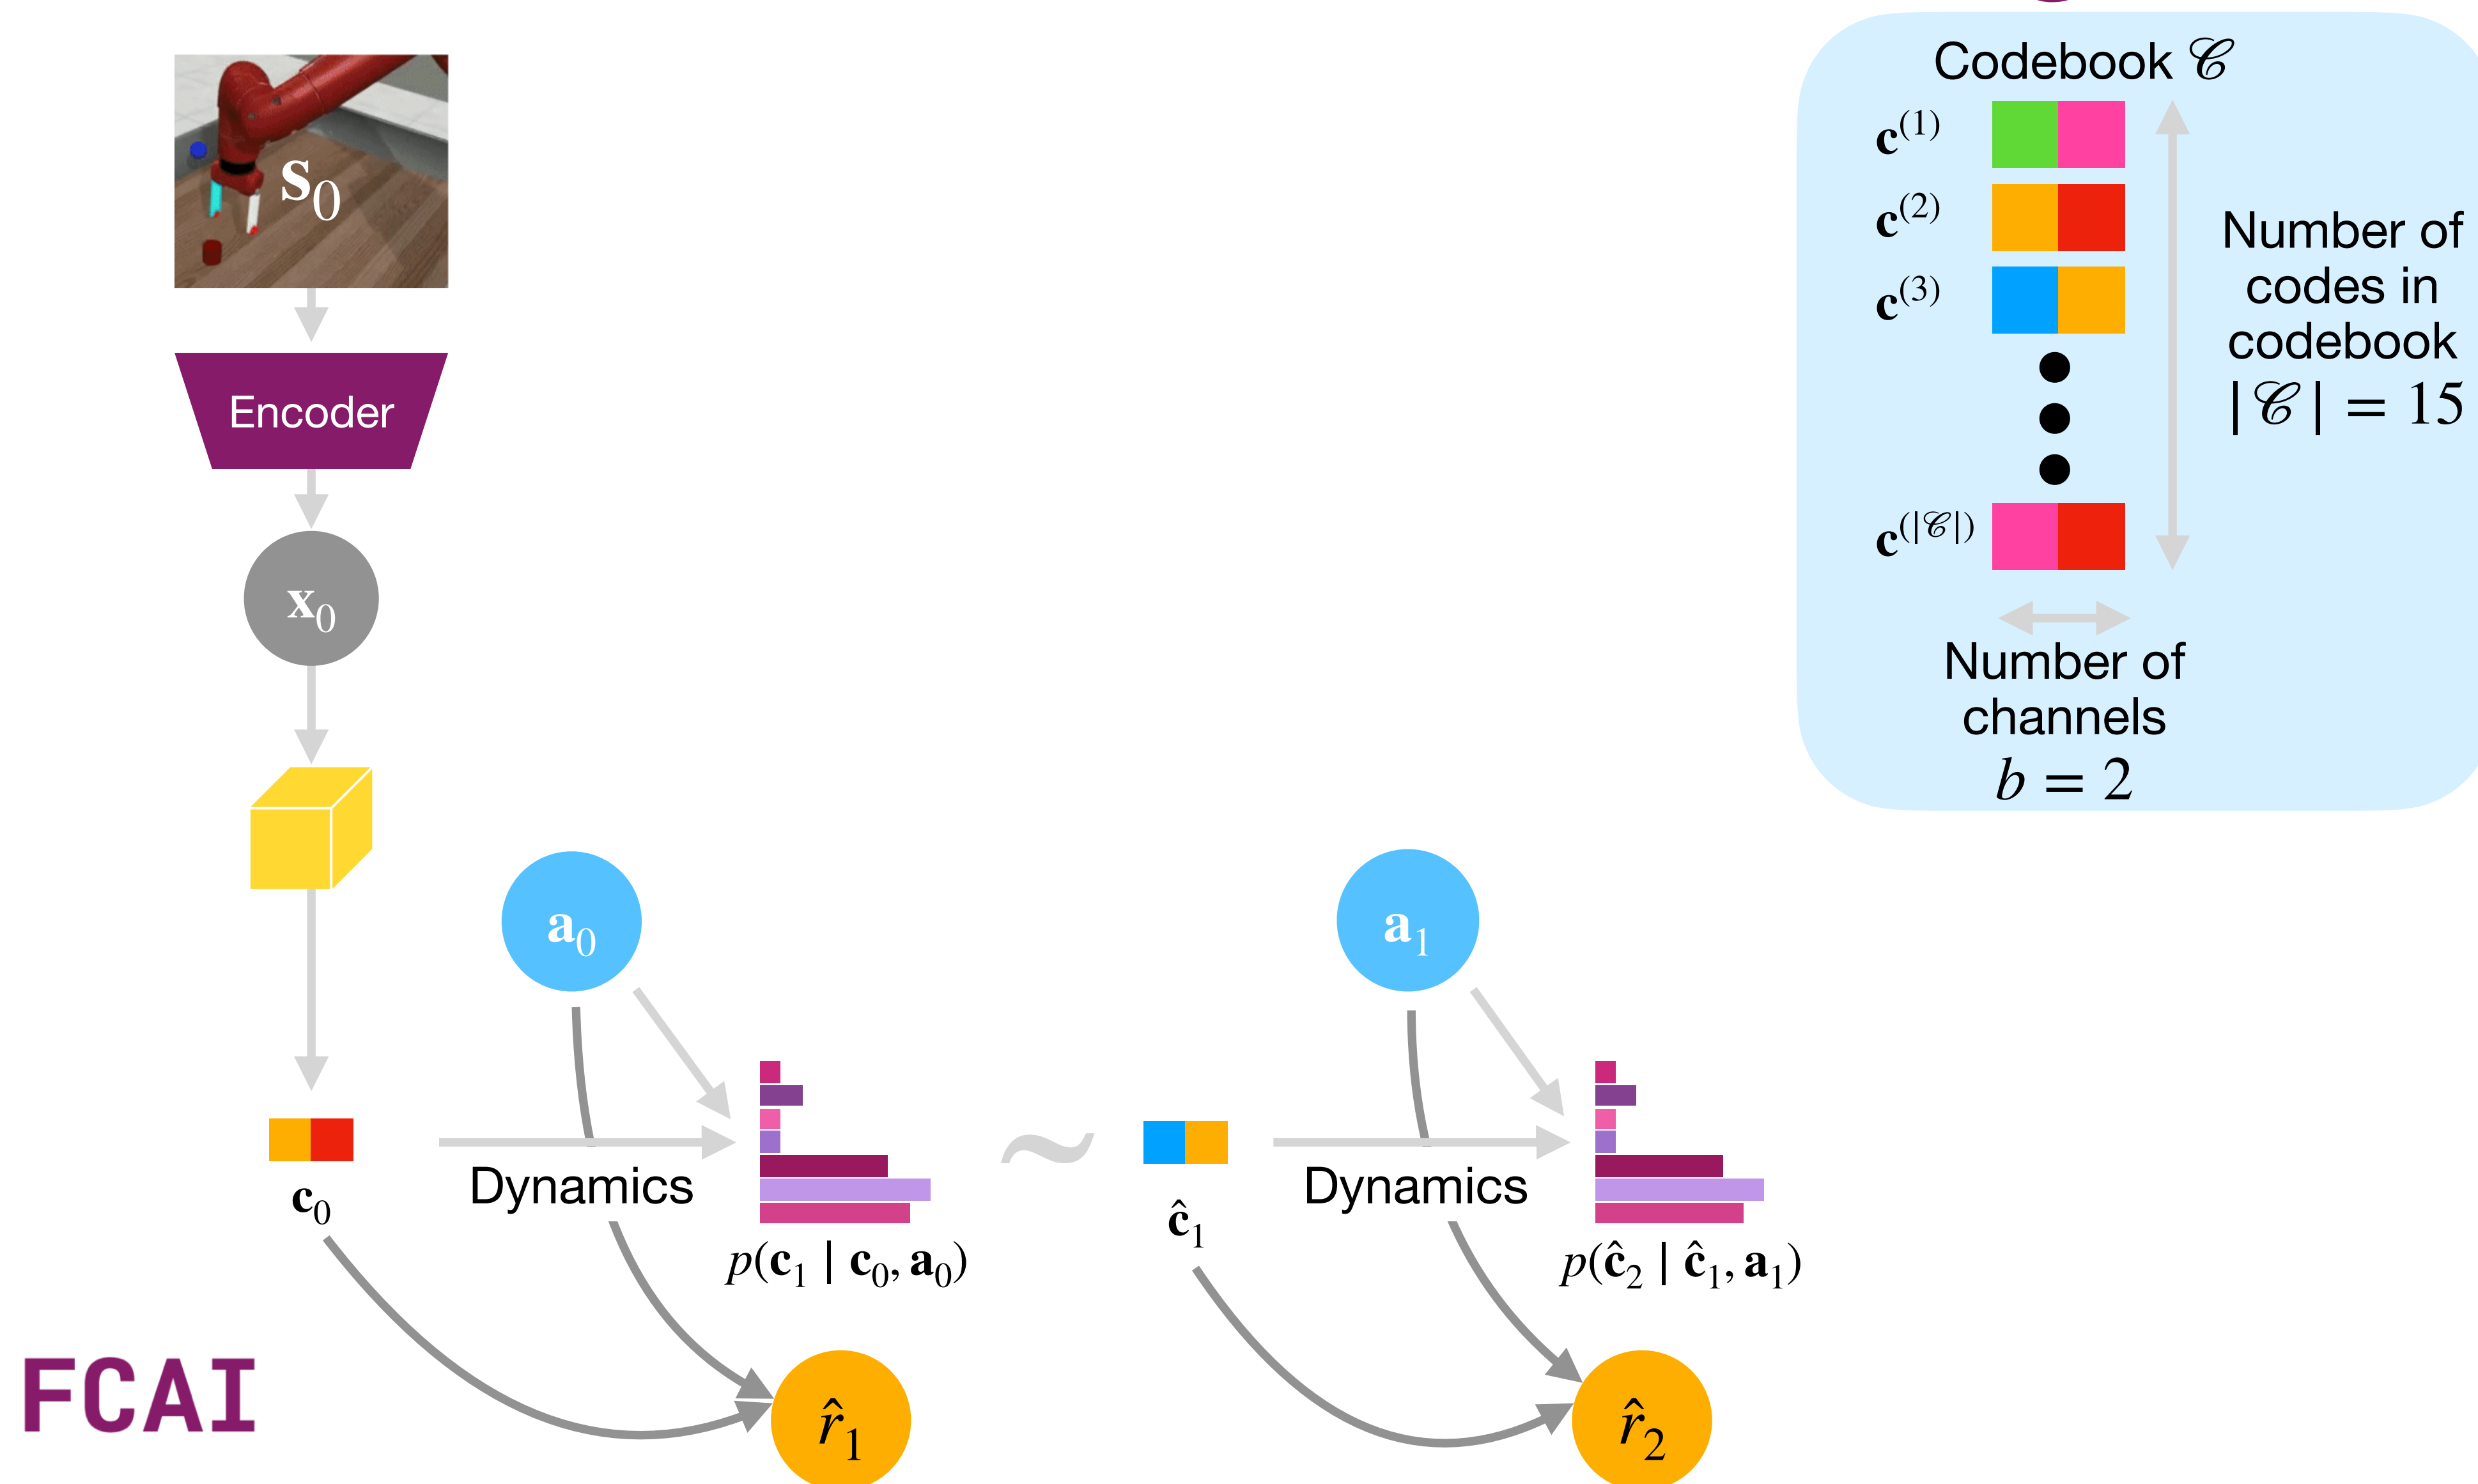 s₀
Encoder
x₀
a₀
a₁
c₀
Dynamics
p(c₁ | c₀, a₀)
~
ĉ₁
Dynamics
p(ĉ₂ | ĉ₁, a₁)
r̂₁
r̂₂
FCAI
Codebook 𝒞
c⁽¹⁾
c⁽²⁾
c⁽³⁾
c⁽|𝒞|⁾
Number of
codes in
codebook
|𝒞| = 15
Number of
channels
b = 2